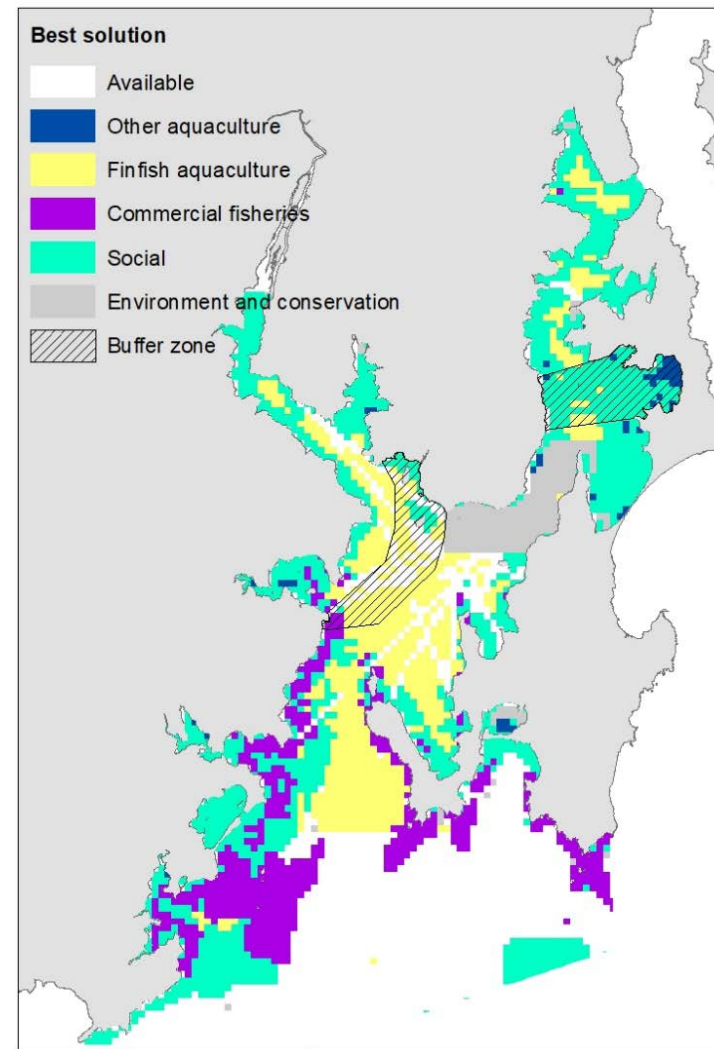 Best solution
Available
Other aquaculture
Finfish aquaculture
Commercial fisheries
Social
Environment and conservation
Buffer zone